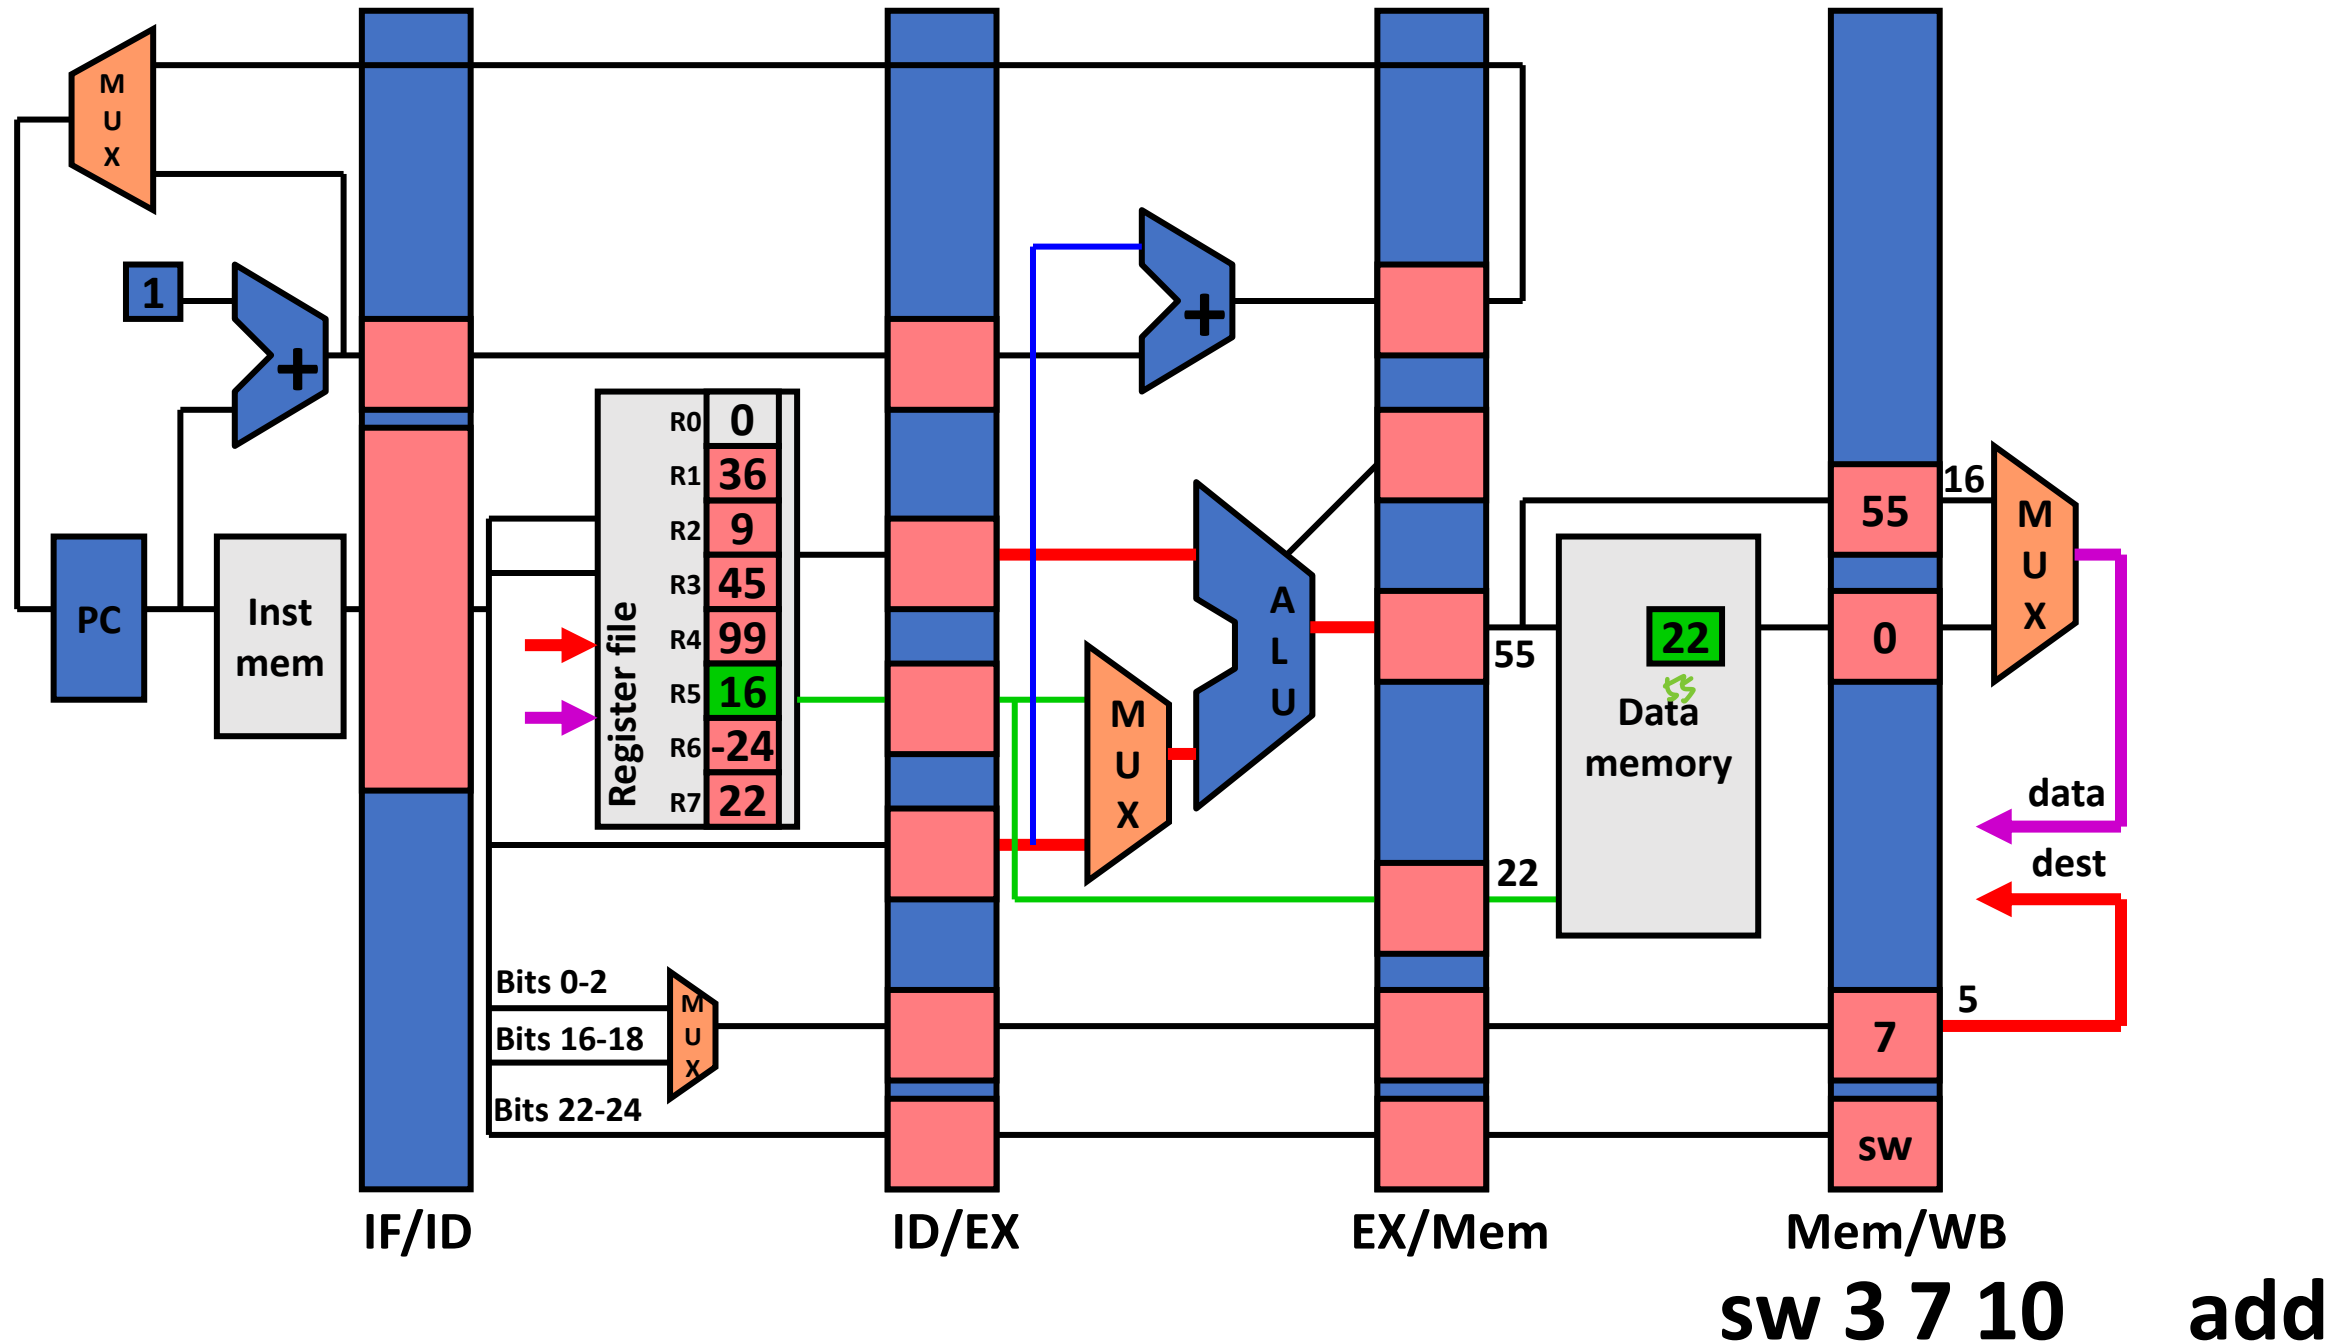 M
U
X
1
+
+
PC
Inst
mem
Register file
R0 0
R1 36
R2 9
R3 45
R4 99
R5 16
R6 -24
R7 22
M
U
X
A
L
U
55
22
22
55
Data
memory
55
0
7
sw
16
M
U
X
data
dest
5
Bits 0-2
Bits 16-18
Bits 22-24
M
U
X
IF/ID
ID/EX
EX/Mem
Mem/WB
sw 3 7 10 add